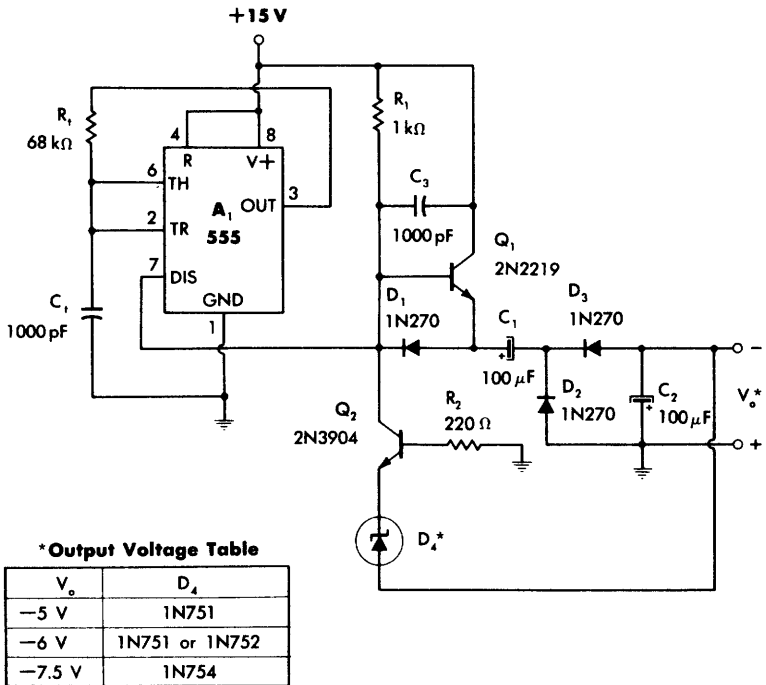 +15 V
R₁
1 kΩ
Rₜ
68 kΩ
4
8
R
V+
6
TH
C₃
1000 pF
3
OUT
A₁
555
2
TR
Q₁
2N2219
7
DIS
D₁
1N270
C₁
+
100 μF
D₃
1N270
GND
1
Cₜ
1000 pF
−
D₂
1N270
C₂
+
100 μF
Vₒ*
+
Q₂
2N3904
R₂
220 Ω
D₄*
*Output Voltage Table
Vₒ D₄
−5 V 1N751
−6 V 1N751 or 1N752
−7.5 V 1N754